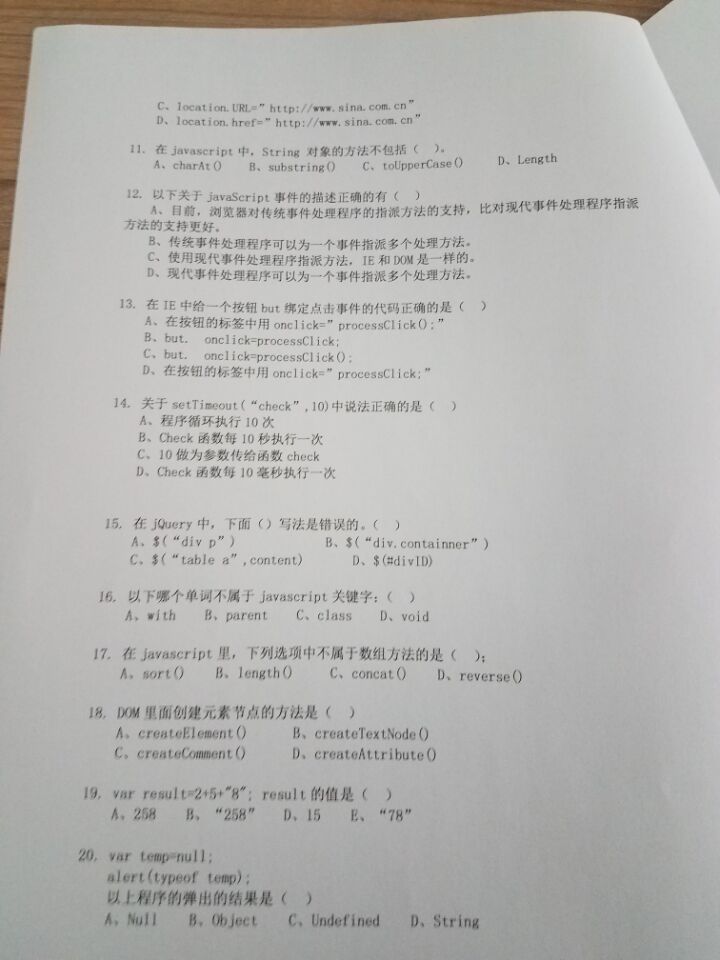 C、location.URL=”http://www.sina.com.cn”
D、location.href=”http://www.sina.com.cn”
11. 在 javascript 中，String 对象的方法不包括（ ）。
A、charAt() B、substring() C、toUpperCase() D、Length
12. 以下关于 javaScript 事件的描述正确的有（ ）
A、目前，浏览器对传统事件处理程序的指派方法的支持，比对现代事件处理程序指派
方法的支持更好。
B、传统事件处理程序可以为一个事件指派多个处理方法。
C、使用现代事件处理程序指派方法，IE 和 DOM 是一样的。
D、现代事件处理程序可以为一个事件指派多个处理方法。
13. 在 IE 中给一个按钮 but 绑定点击事件的代码正确的是（ ）
A、在按钮的标签中用 onclick=”processClick();”
B、but. onclick=processClick;
C、but. onclick=processClick();
D、在按钮的标签中用 onclick=”processClick;”
14. 关于 setTimeout(“check”,10)中说法正确的是（ ）
A、程序循环执行 10 次
B、Check 函数每 10 秒执行一次
C、10 做为参数传给函数 check
D、Check 函数每 10 毫秒执行一次
15. 在 jQuery 中，下面（）写法是错误的。（ ）
A、$(“div p”) B、$(“div.containner”)
C、$(“table a”,content) D、$(#divID)
16. 以下哪个单词不属于 javascript 关键字：（ ）
A、with B、parent C、class D、void
17. 在 javascript 里，下列选项中不属于数组方法的是（ ）；
A、sort() B、length() C、concat() D、reverse()
18. DOM 里面创建元素节点的方法是（ ）
A、createElement() B、createTextNode()
C、createComment() D、createAttribute()
19. var result=2+5+"8"; result 的值是（ ）
A、258 B、“258” D、15 E、“78”
20. var temp=null;
alert(typeof temp);
以上程序的弹出的结果是（ ）
A、Null B、Object C、Undefined D、String